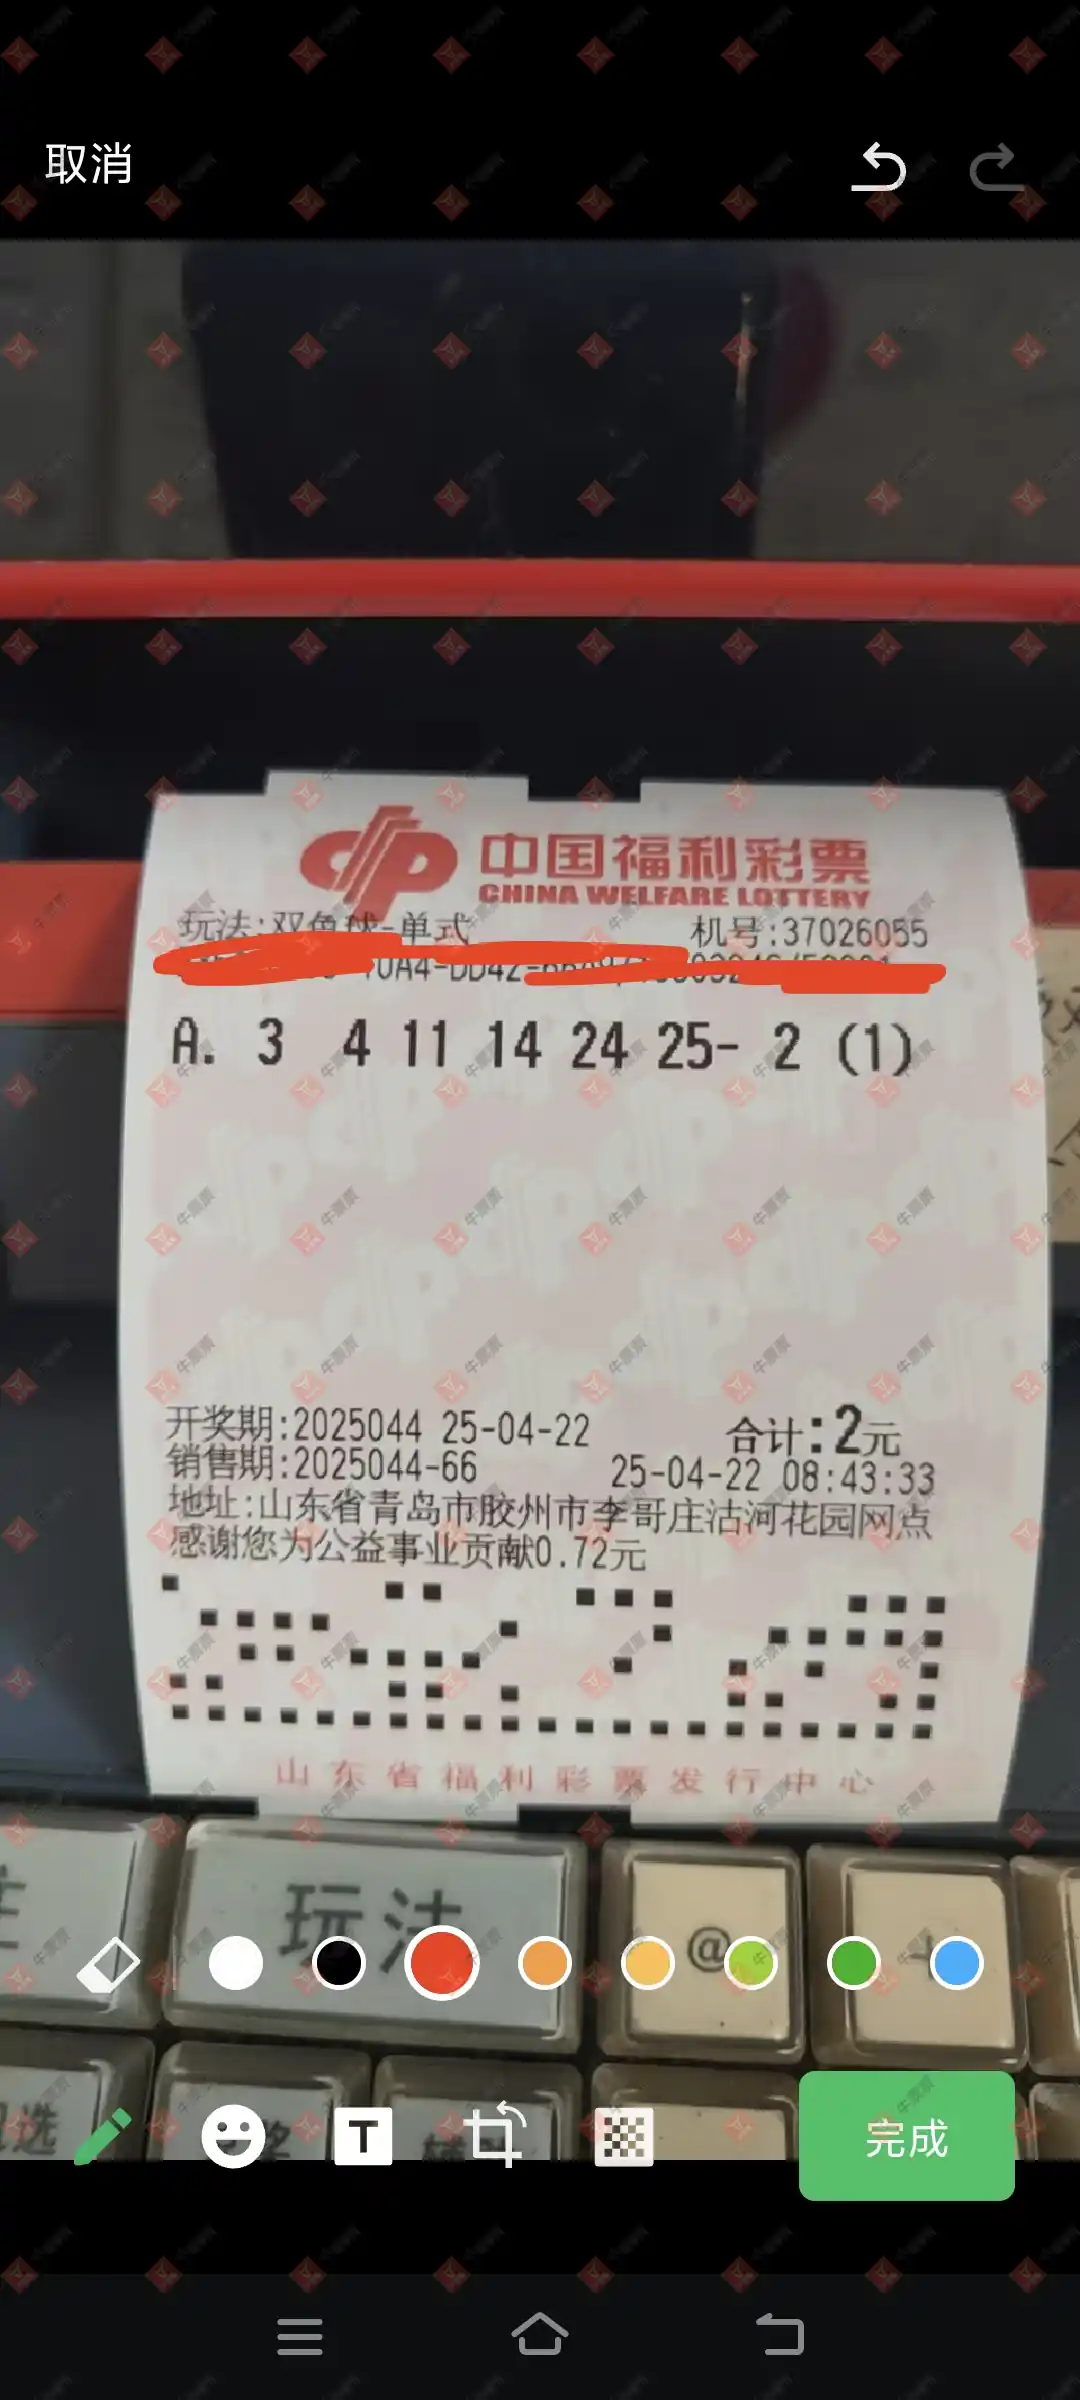 取消
中国福利彩票
CHINA WELFARE LOTTERY
玩法:双色球-单式 机号:37026055
A. 3 4 11 14 24 25- 2 (1)
开奖期:2025044 25-04-22 合计:2元
销售期:2025044-66 25-04-22 08:43:33
地址:山东省青岛市胶州市李哥庄沽河花园网点
感谢您为公益事业贡献0.72元
山东省福利彩票发行中心
玩法 @
T
完成
牛票票